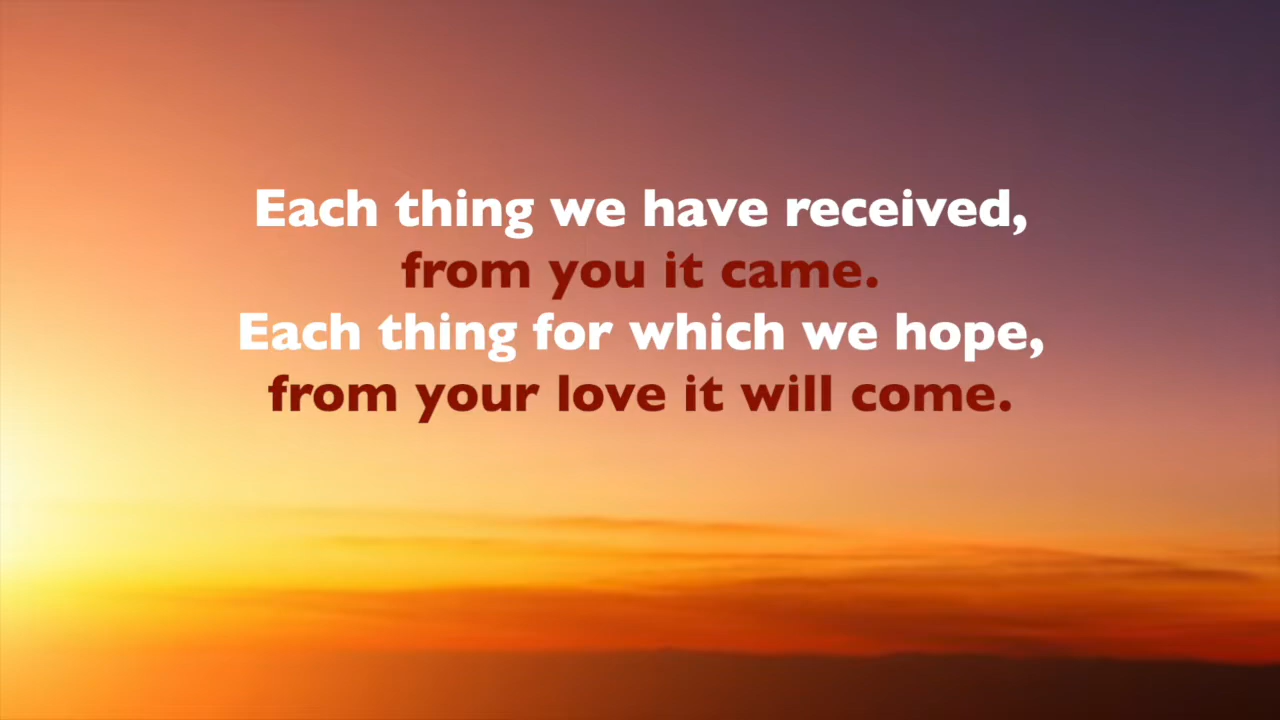 Each thing we have received,
from you it came.
Each thing for which we hope,
from your love it will come.